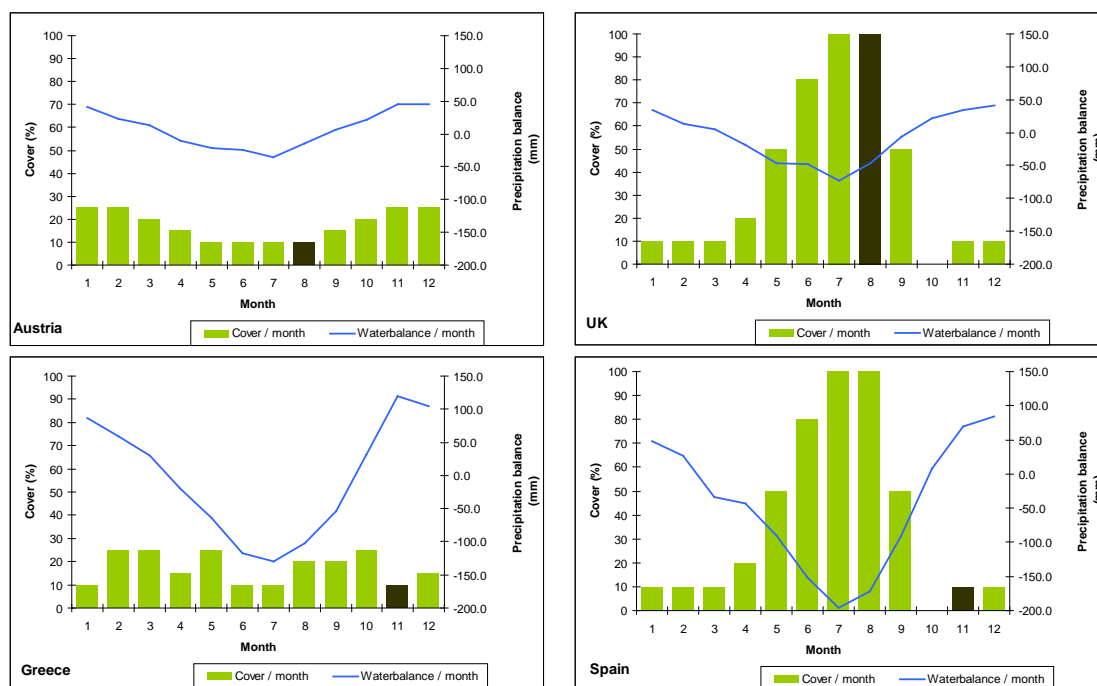 100
90
80
70
60
50
40
30
20
10
0
Cover (%)
150.0
100.0
50.0
0.0
-50.0
-100.0
-150.0
-200.0
Precipitation balance
(mm)
1 2 3 4 5 6 7 8 9 10 11 12
Month
Austria
Cover / month Waterbalance / month
100
90
80
70
60
50
40
30
20
10
0
Cover (%)
150.0
100.0
50.0
0.0
-50.0
-100.0
-150.0
-200.0
Precipitation balance
(mm)
1 2 3 4 5 6 7 8 9 10 11 12
Month
UK
Cover / month Waterbalance / month
100
90
80
70
60
50
40
30
20
10
0
Cover (%)
150.0
100.0
50.0
0.0
-50.0
-100.0
-150.0
-200.0
Precipitation balance
(mm)
1 2 3 4 5 6 7 8 9 10 11 12
Month
Greece
Cover / month Waterbalance / month
100
90
80
70
60
50
40
30
20
10
0
Cover (%)
150.0
100.0
50.0
0.0
-50.0
-100.0
-150.0
-200.0
Precipitation balance
(mm)
1 2 3 4 5 6 7 8 9 10 11 12
Month
Spain
Cover / month Waterbalance / month